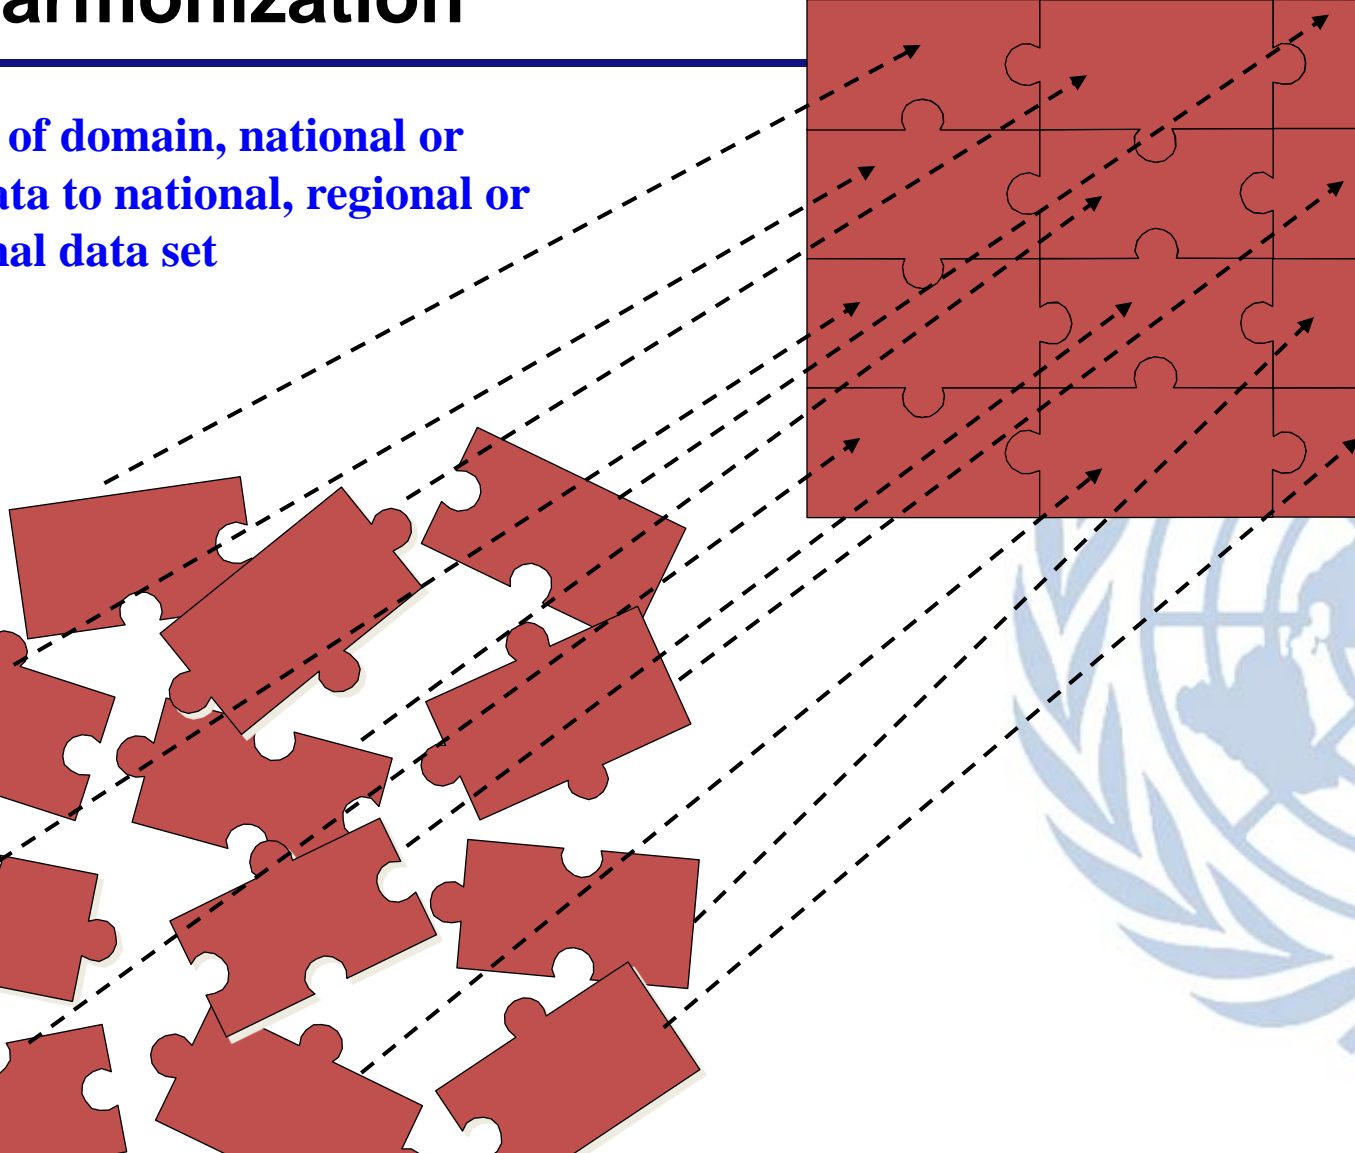 armonization
of domain, national or
ata to national, regional or
nal data set